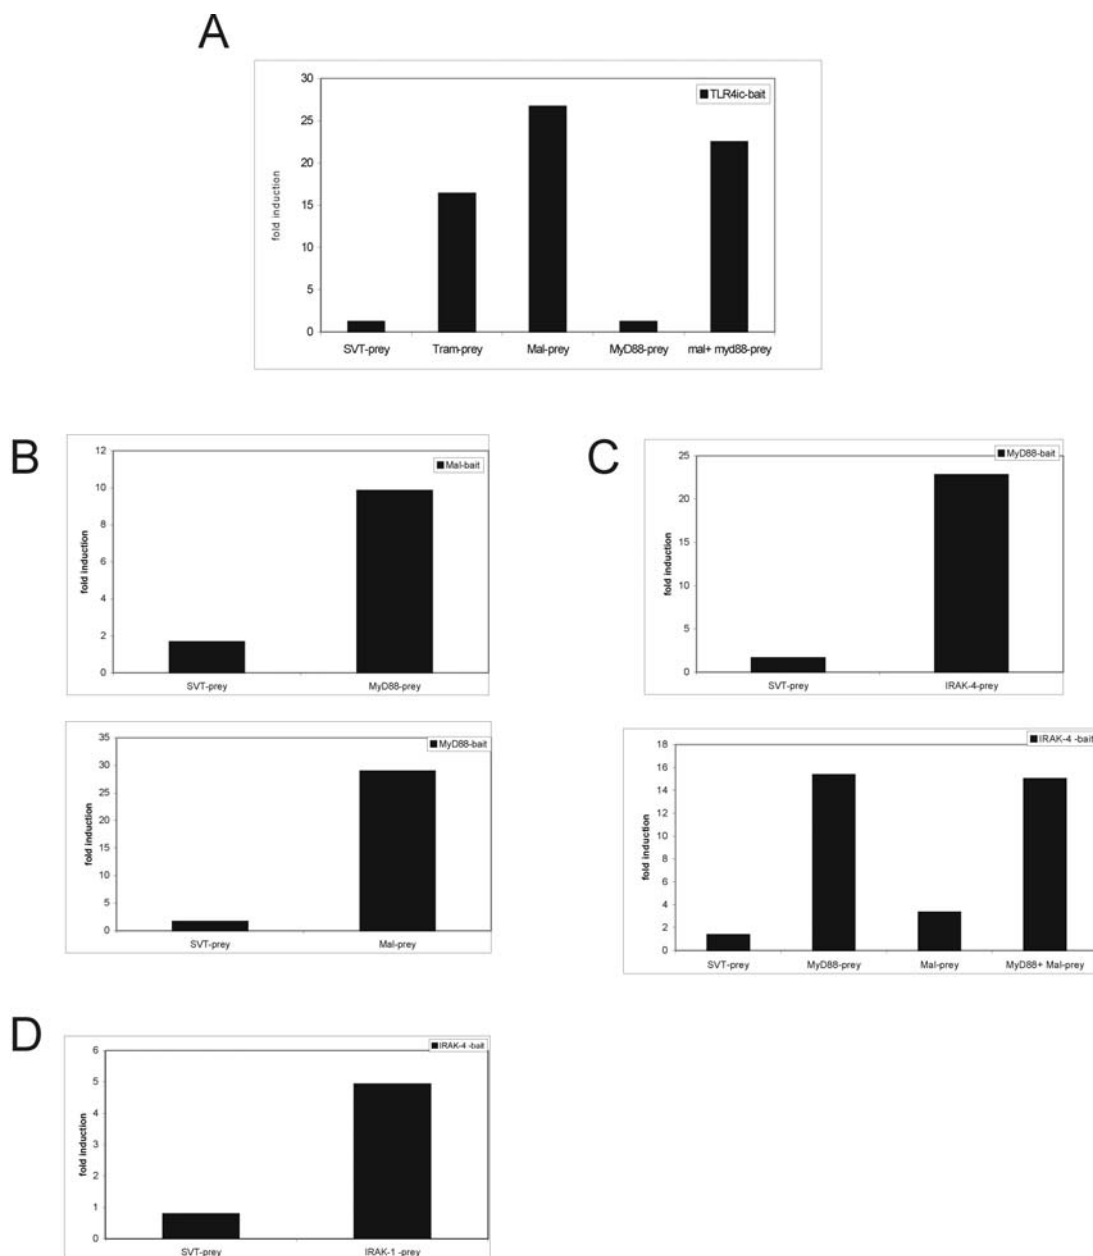 A
30
25
20
15
10
5
0
fold induction
TLR4ic-bait
SVT-prey Tram-prey Mal-prey MyD88-prey mal+ myd88-prey
B
12
10
8
6
4
2
0
fold induction
Mal-bait
SVT-prey MyD88-prey
35
30
25
20
15
10
5
0
fold induction
MyD88-bait
SVT-prey Mal-prey
C
25
20
15
10
5
0
fold induction
MyD88-bait
SVT-prey IRAK-4-prey
18
16
14
12
10
8
6
4
2
0
fold induction
IRAK-4 -bait
SVT-prey MyD88-prey Mal-prey MyD88+ Mal-prey
D
6
5
4
3
2
1
0
fold induction
IRAK-4 -bait
SVT-prey IRAK-1 -prey